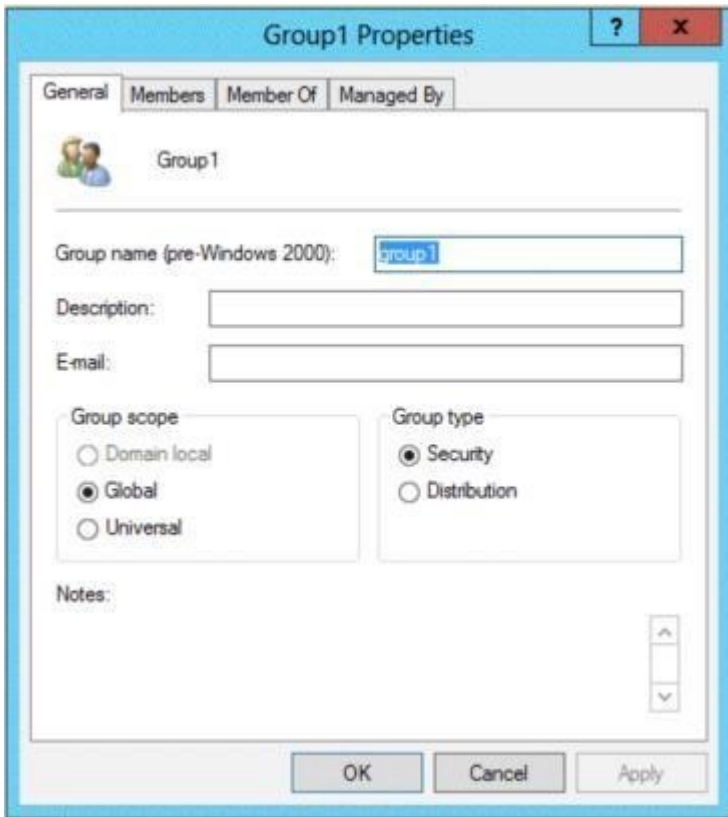 Group1 Properties
? x
General Members Member Of Managed By
Group1
Group name (pre-Windows 2000): group1
Description:
E-mail:
Group scope Group type
Domain local Security
Global Distribution
Universal
Notes:
OK Cancel Apply